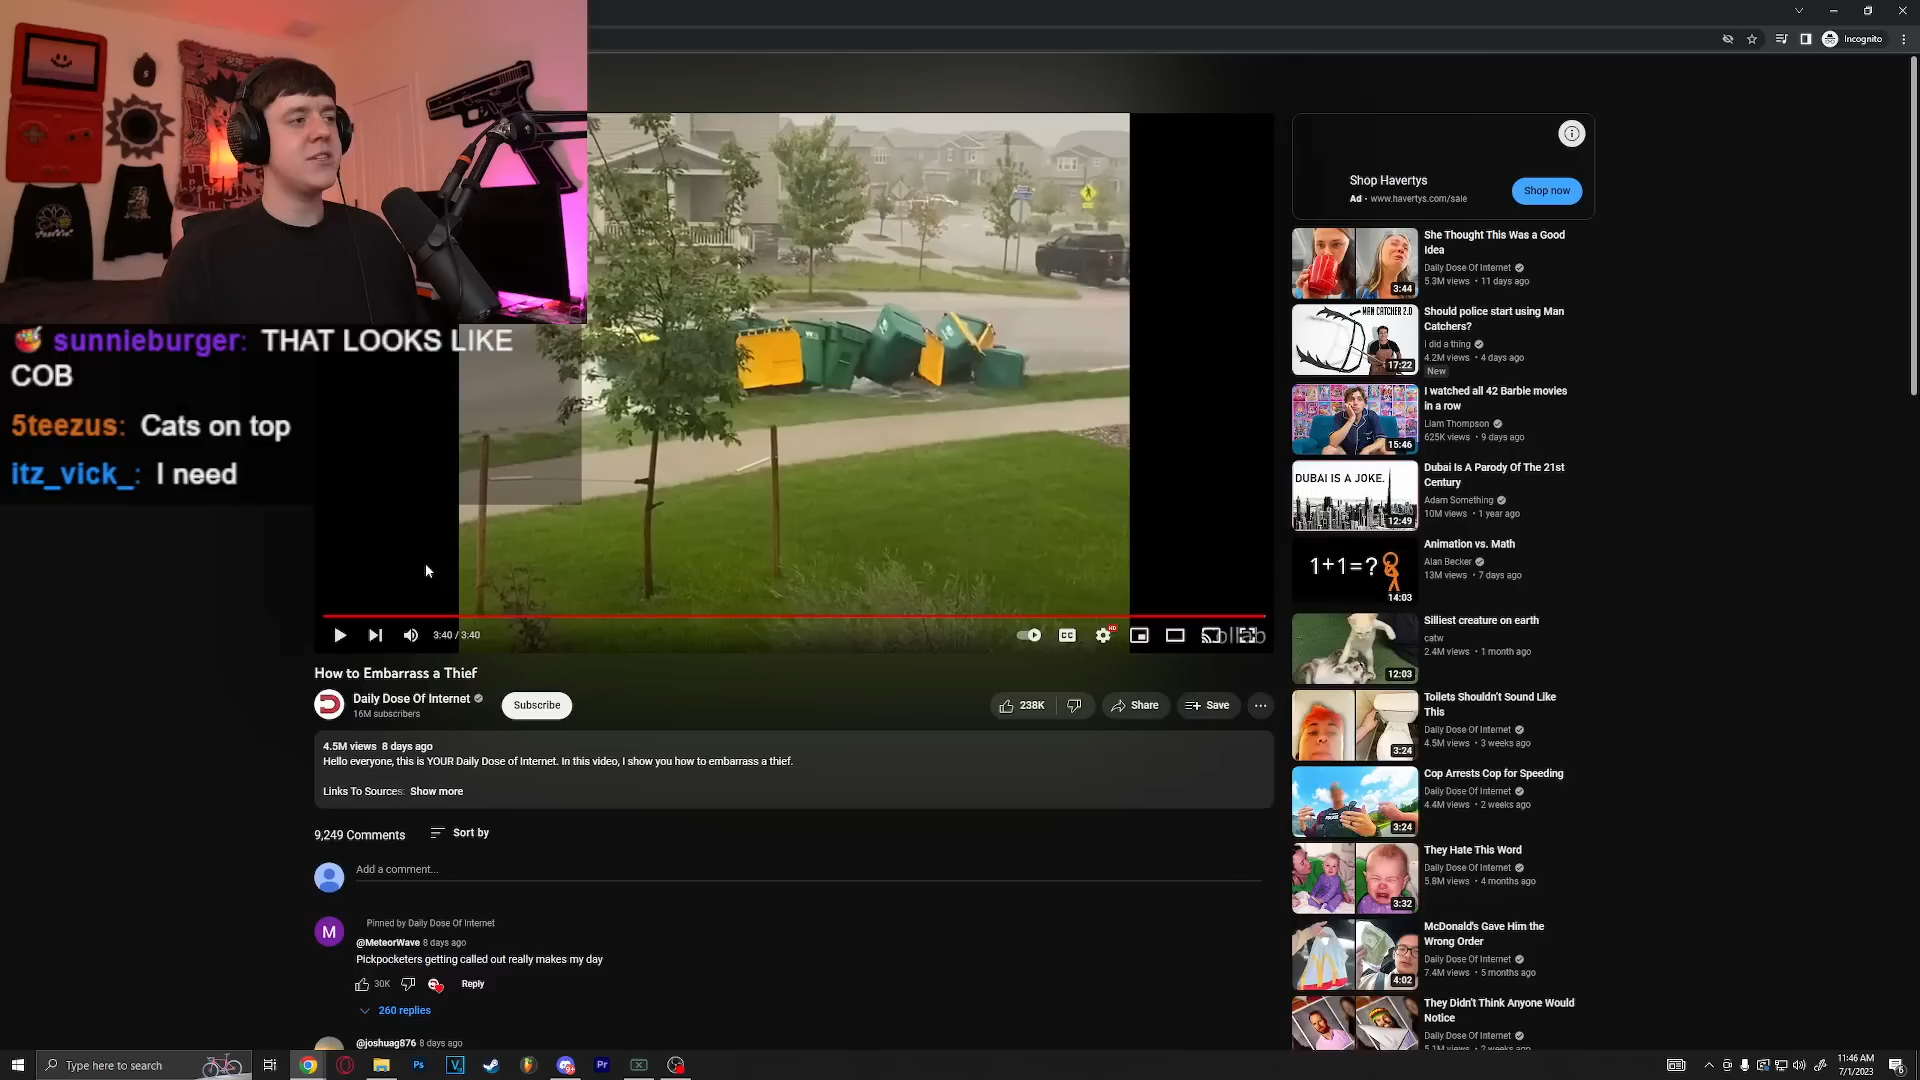 Incognito
sunnieburger: THAT LOOKS LIKE
COB
5teezus: Cats on top
itz_vick_: I need
3:40 / 3:40
CC
HD
How to Embarrass a Thief
Daily Dose Of Internet
16M subscribers
Subscribe
238K
Share
Save
4.5M views 8 days ago
Hello everyone, this is YOUR Daily Dose of Internet. In this video, I show you how to embarrass a thief.
Links To Sources: Show more
9,249 Comments
Sort by
Add a comment...
M
Pinned by Daily Dose Of Internet
@MeteorWave 8 days ago
Pickpocketers getting called out really makes my day
30K
Reply
260 replies
@joshuag876 8 days ago
Shop Havertys
Ad • www.havertys.com/sale
Shop now
She Thought This Was a Good
Idea
Daily Dose Of Internet
5.3M views • 11 days ago
3:44
MAN CATCHER 2.0
Should police start using Man
Catchers?
I did a thing
4.2M views • 4 days ago
New
17:22
I watched all 42 Barbie movies
in a row
Liam Thompson
625K views • 9 days ago
15:46
DUBAI IS A JOKE.
Dubai Is A Parody Of The 21st
Century
Adam Something
10M views • 1 year ago
12:49
1+1=?
Animation vs. Math
Alan Becker
13M views • 7 days ago
14:03
Silliest creature on earth
catw
2.4M views • 1 month ago
12:03
Toilets Shouldn't Sound Like
This
Daily Dose Of Internet
4.5M views • 3 weeks ago
3:24
Cop Arrests Cop for Speeding
Daily Dose Of Internet
4.4M views • 2 weeks ago
3:24
They Hate This Word
Daily Dose Of Internet
5.8M views • 4 months ago
3:32
McDonald's Gave Him the
Wrong Order
Daily Dose Of Internet
7.4M views • 5 months ago
4:02
They Didn't Think Anyone Would
Notice
Daily Dose Of Internet
5.1M views • 2 weeks ago
Type here to search
Ps
V
Pr
11:46 AM
7/1/2023